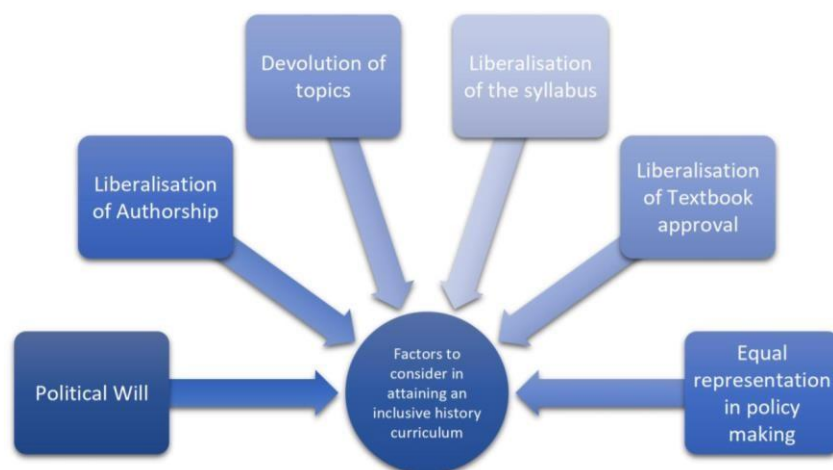 Devolution of
topics
Liberalisation
of the syllabus
Liberalisation
of Authorship
Liberalisation
of Textbook
approval
Political Will
Factors to
consider in
attaining an
inclusive history
curriculum
Equal
representation
in policy
making